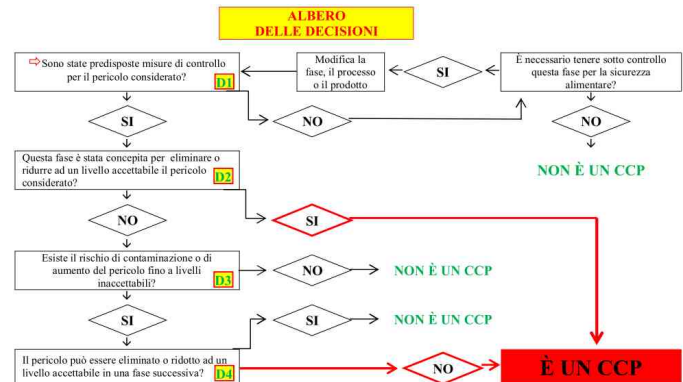 ALBERO
DELLE DECISIONI
Sono state predisposte misure di controllo
per il pericolo considerato?
D1
Modifica la
fase, il processo
o il prodotto
SI
È necessario tenere sotto controllo
questa fase per la sicurezza
alimentare?
SI
NO
NO
NON È UN CCP
Questa fase è stata concepita per eliminare o
ridurre ad un livello accettabile il pericolo
considerato?
D2
NO
SI
Esiste il rischio di contaminazione o di
aumento del pericolo fino a livelli
inaccettabili?
D3
NO
NON È UN CCP
SI
SI
NON È UN CCP
Il pericolo può essere eliminato o ridotto ad un
livello accettabile in una fase successiva?
D4
NO
È UN CCP